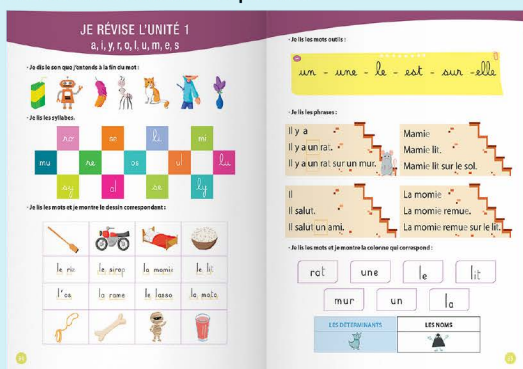 JE RÉVISE L'UNITÉ 1
a, i, y, r, o, l, u, m, e, s
• Je dis le son que j'entends à la fin du mot :
• Je lis les syllabes.
ro li mi
mu re os ul lu
sy al se ly
• Je lis les mots et je montre le dessin correspondant :
le riz le sirop la momie le lit
l'os la rame le lasso la moto
• Je lis les mots outils :
un - une - le - est - sur - elle
• Je lis les phrases :
Il y a
Il y a un rat.
Il y a un rat sur un mur.
Mamie
Mamie lit.
Mamie lit sur le sol.
Il
Il salut.
Il salut un ami.
La momie
La momie remue.
La momie remue sur le lit.
• Je lis les mots et je montre la colonne qui correspond :
rat une le lit
mur un la
LES DÉTERMINANTS LES NOMS